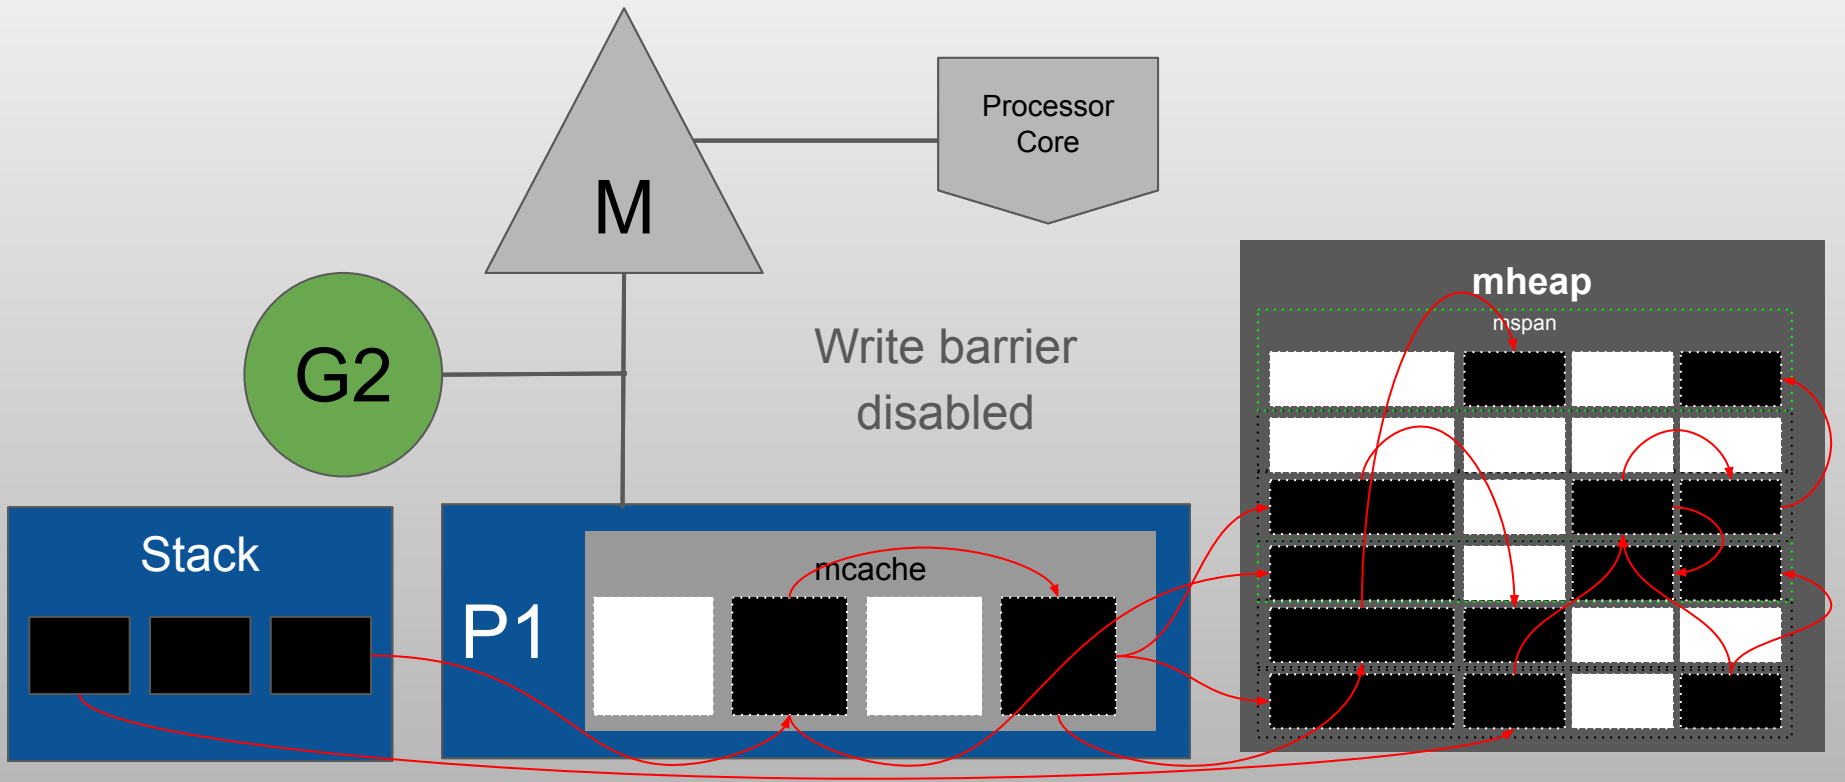 Processor
Core
M
mheap
mspan
G2
Write barrier
disabled
Stack
mcache
P1